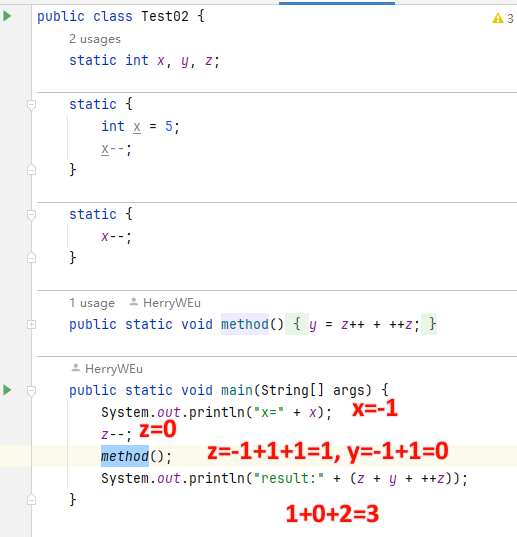 public class Test02 {
3
2 usages
static int x, y, z;
static {
int x = 5;
x--;
}
static {
x--;
}
1 usage HerryWEu
public static void method() { y = z++ + ++z; }
HerryWEu
public static void main(String[] args) {
System.out.println("x=" + x); x=-1
z--; z=0
method(); z=-1+1+1=1, y=-1+1=0
System.out.println("result:" + (z + y + ++z));
}
1+0+2=3